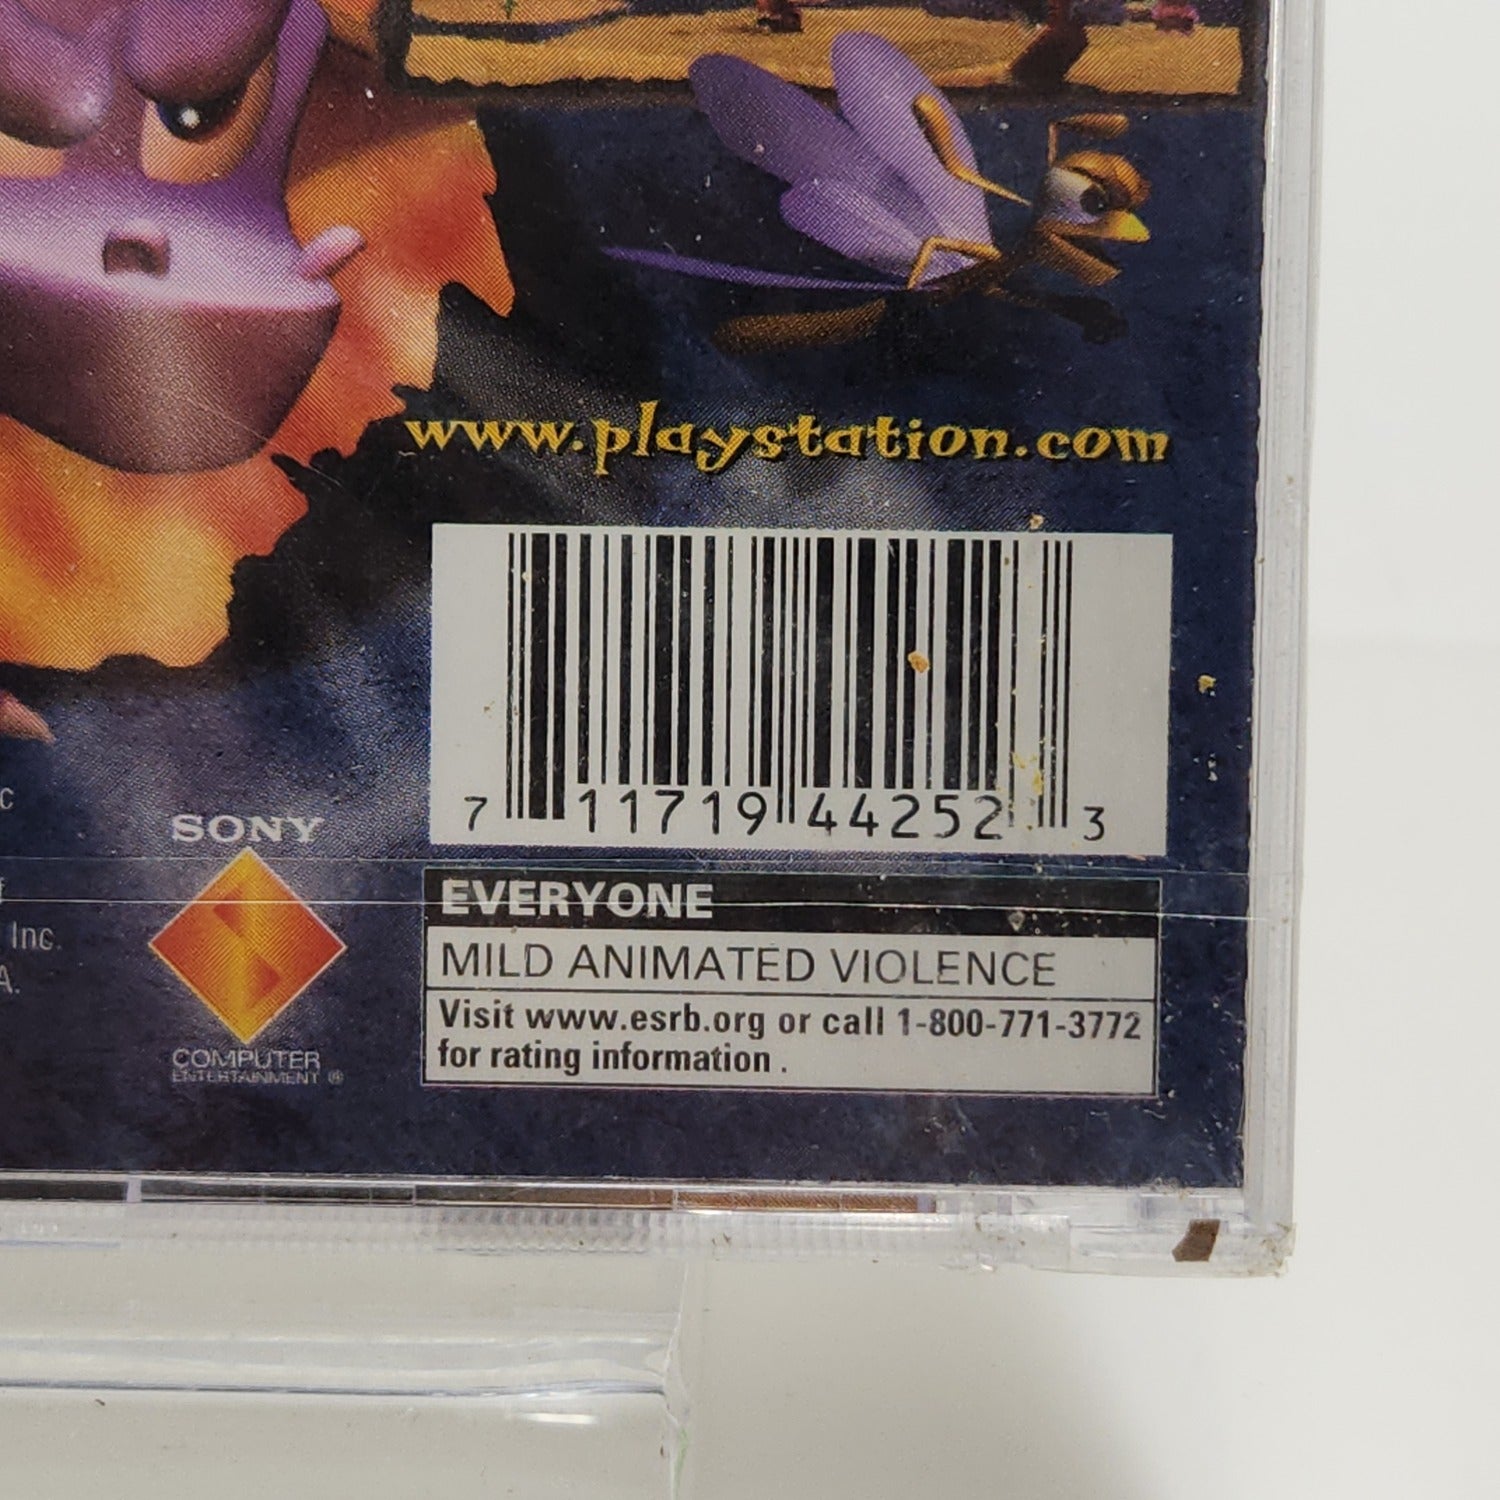 www.playstation.com
7 11719 44252 3
c
SONY
Inc.
A.
COMPUTER
ENTERTAINMENT ®
EVERYONE
MILD ANIMATED VIOLENCE
Visit www.esrb.org or call 1-800-771-3772
for rating information .